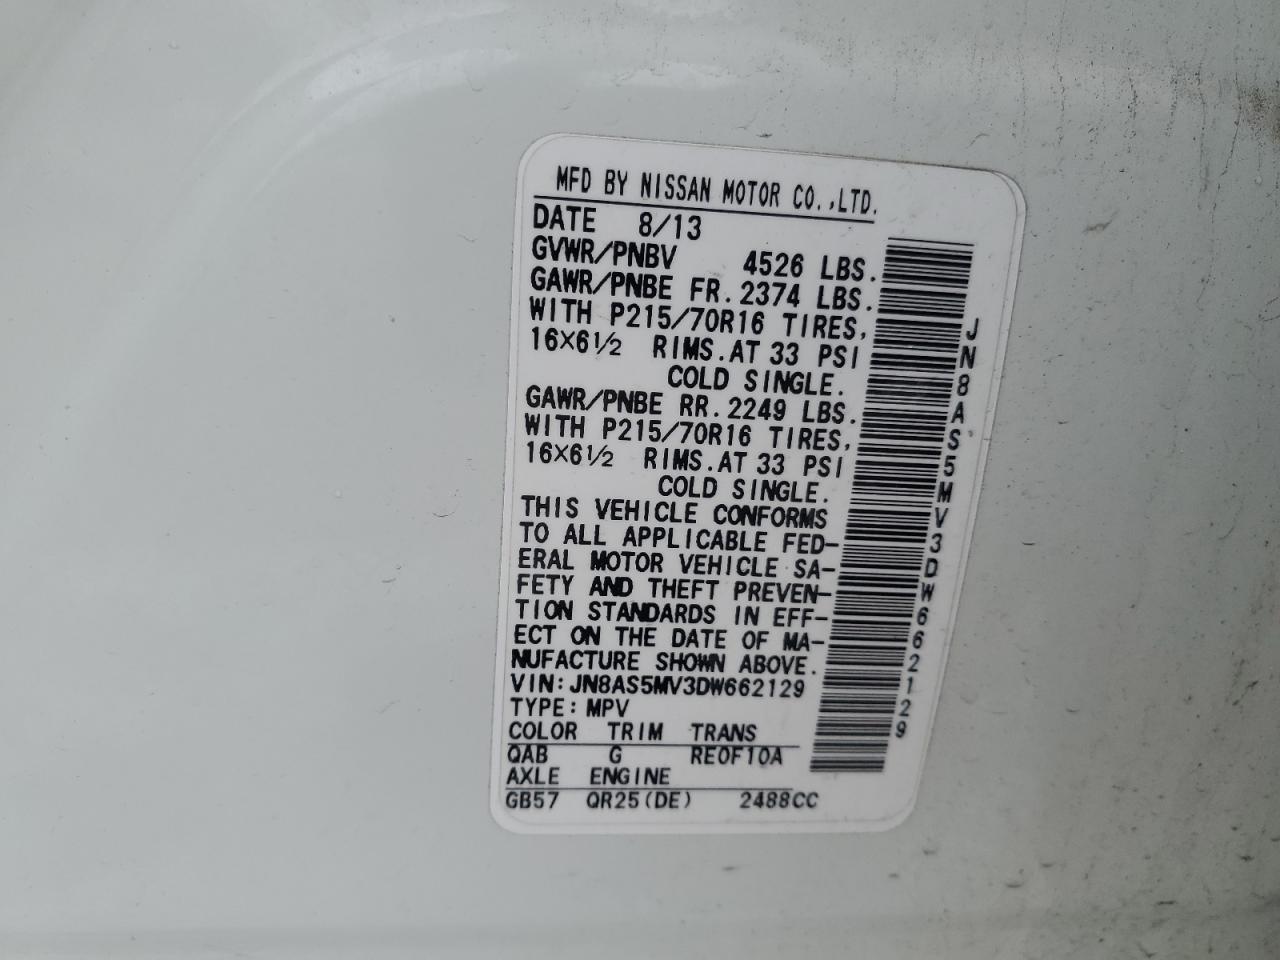 MFD BY NISSAN MOTOR CO.,LTD.
DATE 8/13
GVWR/PNBV 4526 LBS.
GAWR/PNBE FR. 2374 LBS.
WITH P215/70R16 TIRES,
16X6½ RIMS. AT 33 PSI
COLD SINGLE.
GAWR/PNBE RR. 2249 LBS.
WITH P215/70R16 TIRES,
16X6½ RIMS. AT 33 PSI
COLD SINGLE.
THIS VEHICLE CONFORMS
TO ALL APPLICABLE FED-
ERAL MOTOR VEHICLE SA-
FETY AND THEFT PREVEN-
TION STANDARDS IN EFF-
ECT ON THE DATE OF MA-
NUFACTURE SHOWN ABOVE.
VIN: JN8AS5MV3DW662129
TYPE: MPV
COLOR TRIM TRANS
QAB G RE0F10A
AXLE ENGINE
GB57 QR25(DE) 2488CC
JN8AS5MV3DW662129